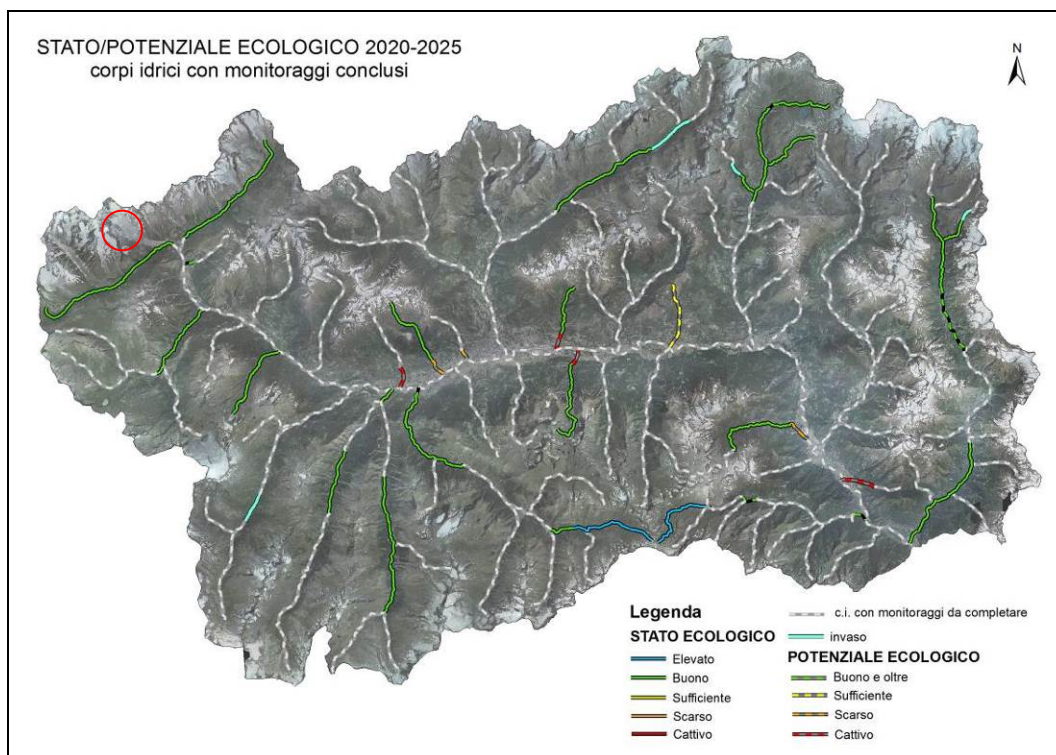 STATO/POTENZIALE ECOLOGICO 2020-2025
corpi idrici con monitoraggi conclusi
N
Legenda
STATO ECOLOGICO
Elevato
Buono
Sufficiente
Scarso
Cattivo
c.i. con monitoraggi da completare
invaso
POTENZIALE ECOLOGICO
Buono e oltre
Sufficiente
Scarso
Cattivo